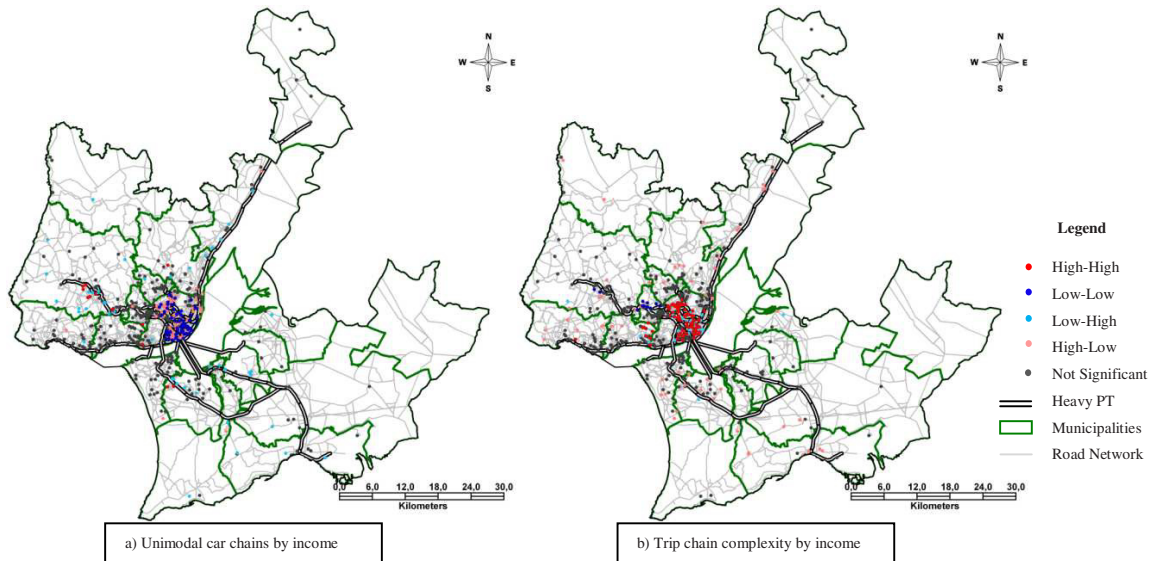 N
W E
S
N
W E
S
Legend
High-High
Low-Low
Low-High
High-Low
Not Significant
Heavy PT
Municipalities
Road Network
0,0 6,0 12,0 18,0 24,0 30,0
Kilometers
0,0 6,0 12,0 18,0 24,0 30,0
Kilometers
a) Unimodal car chains by income
b) Trip chain complexity by income